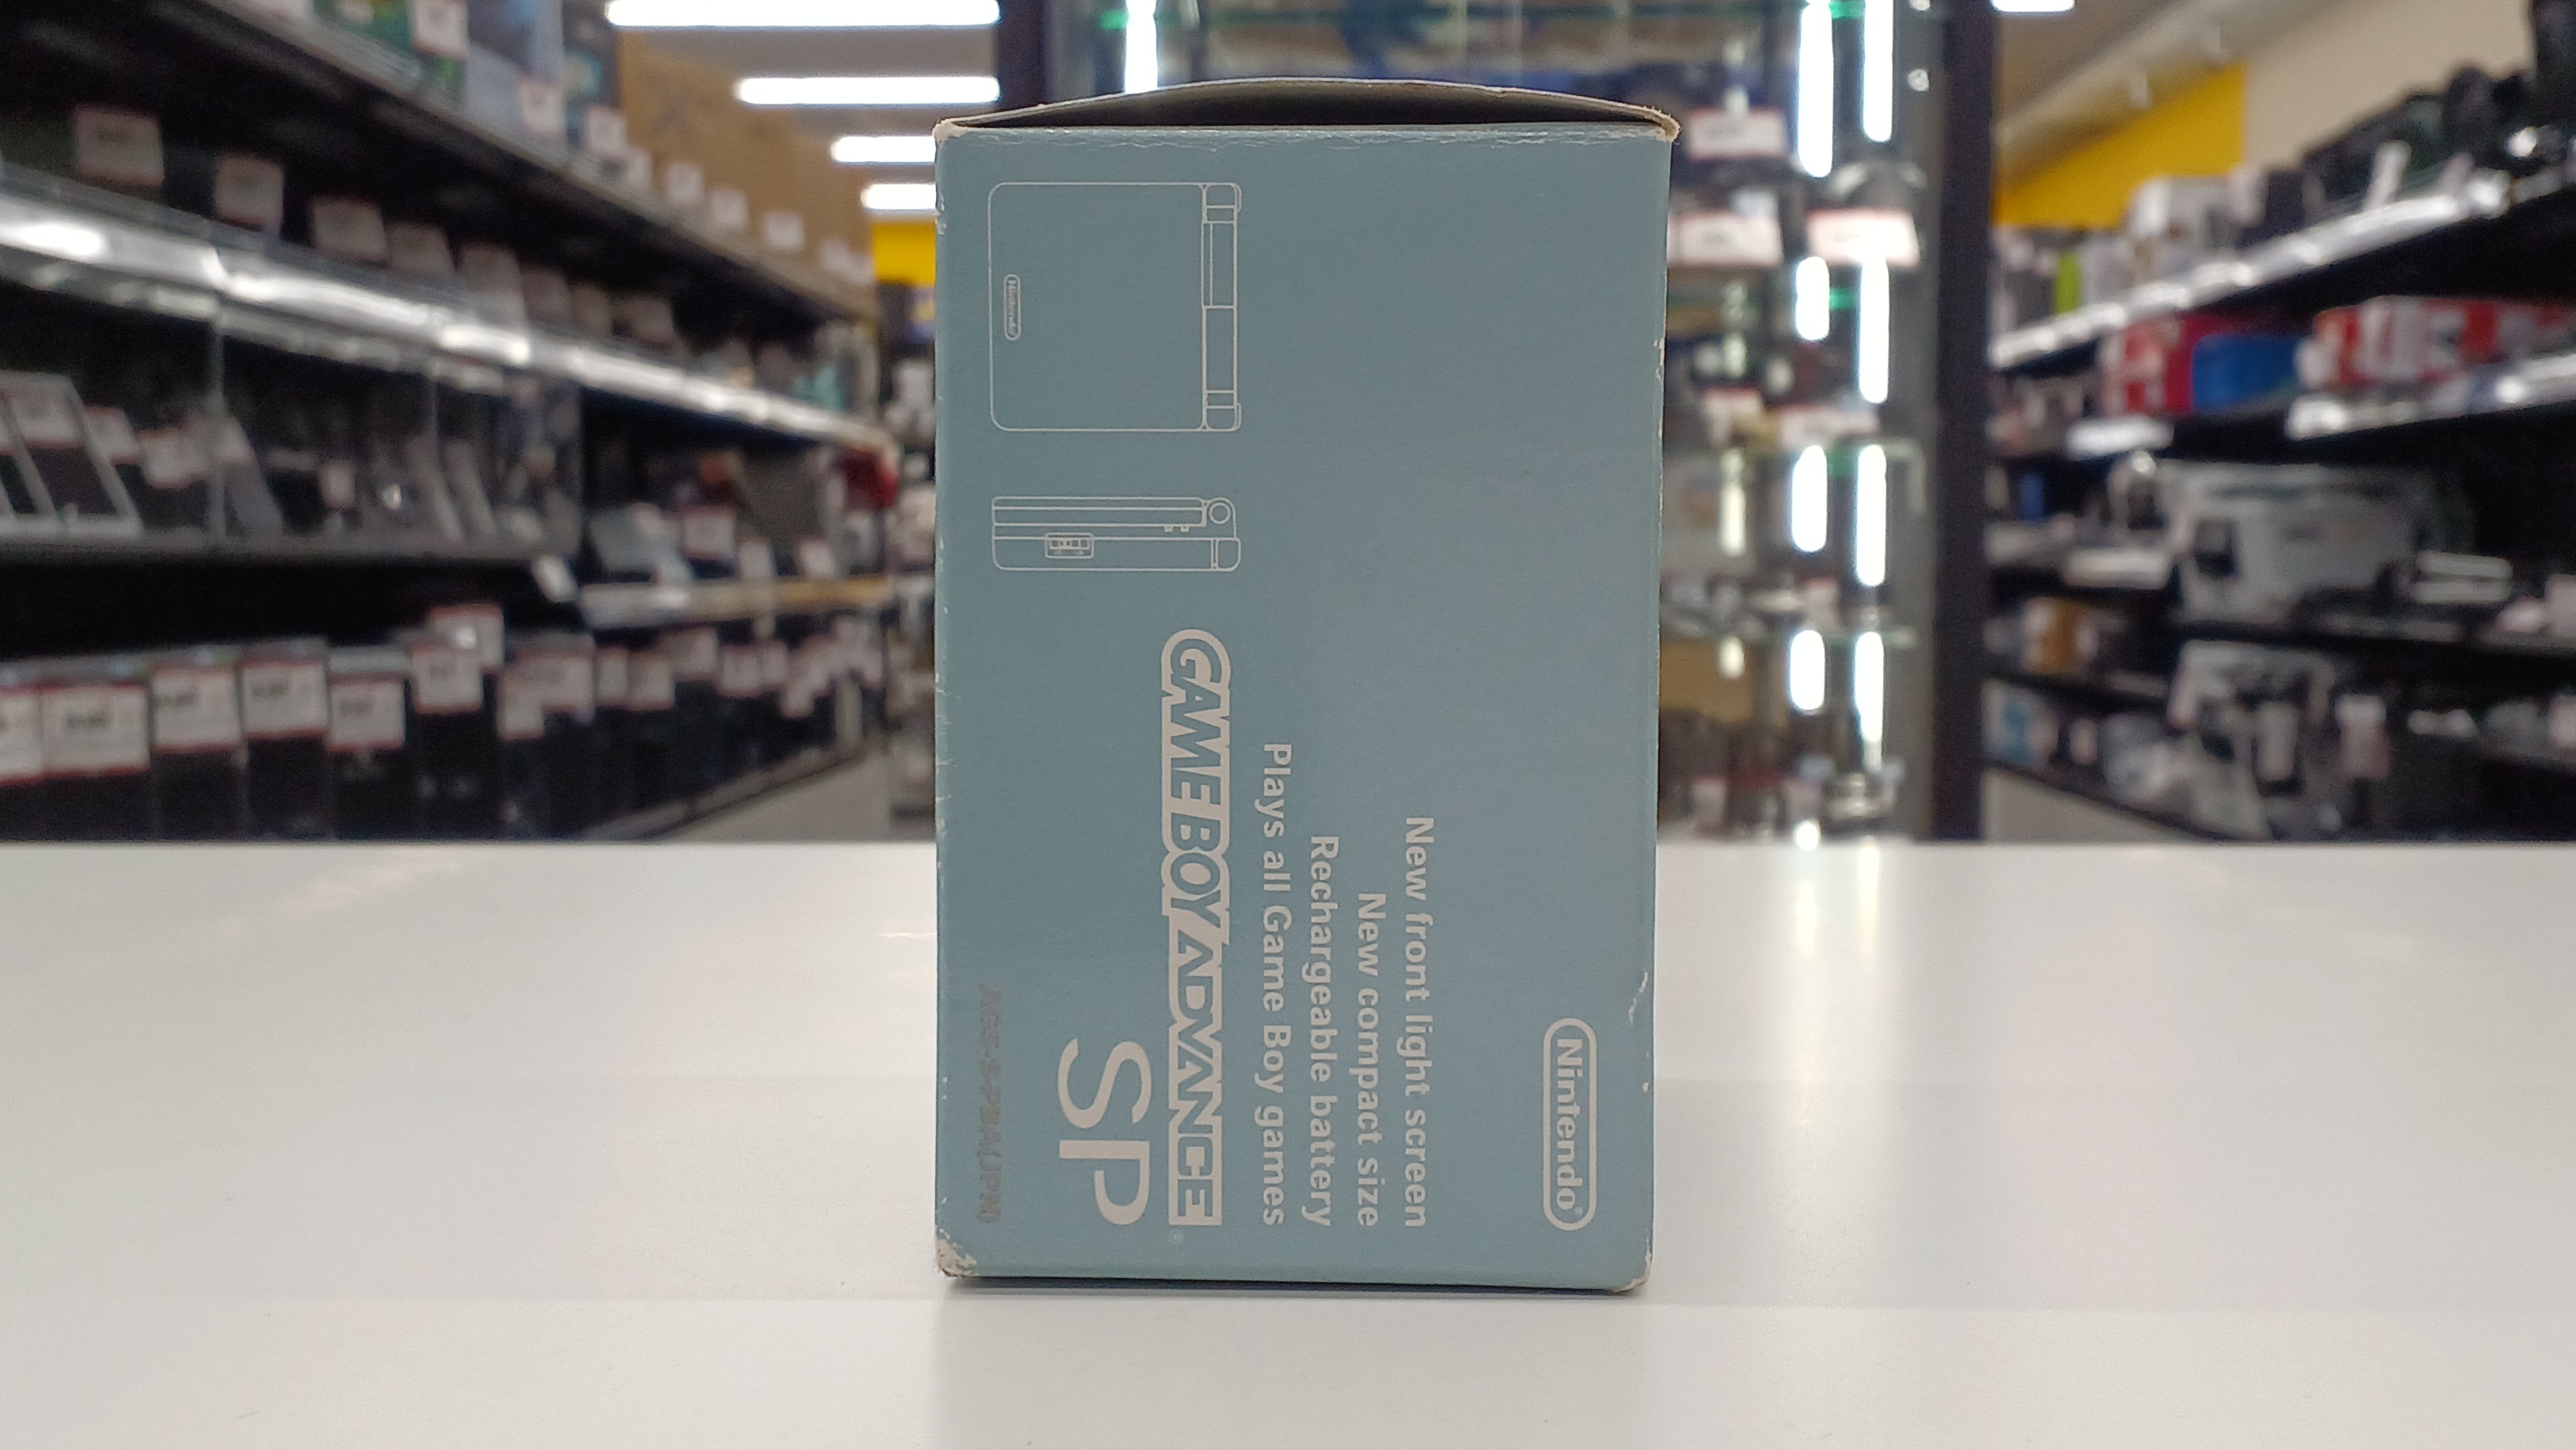 Nintendo®
New front light screen
New compact size
Rechargeable battery
Plays all Game Boy games
GAME BOY ADVANCE
SP
Nintendo